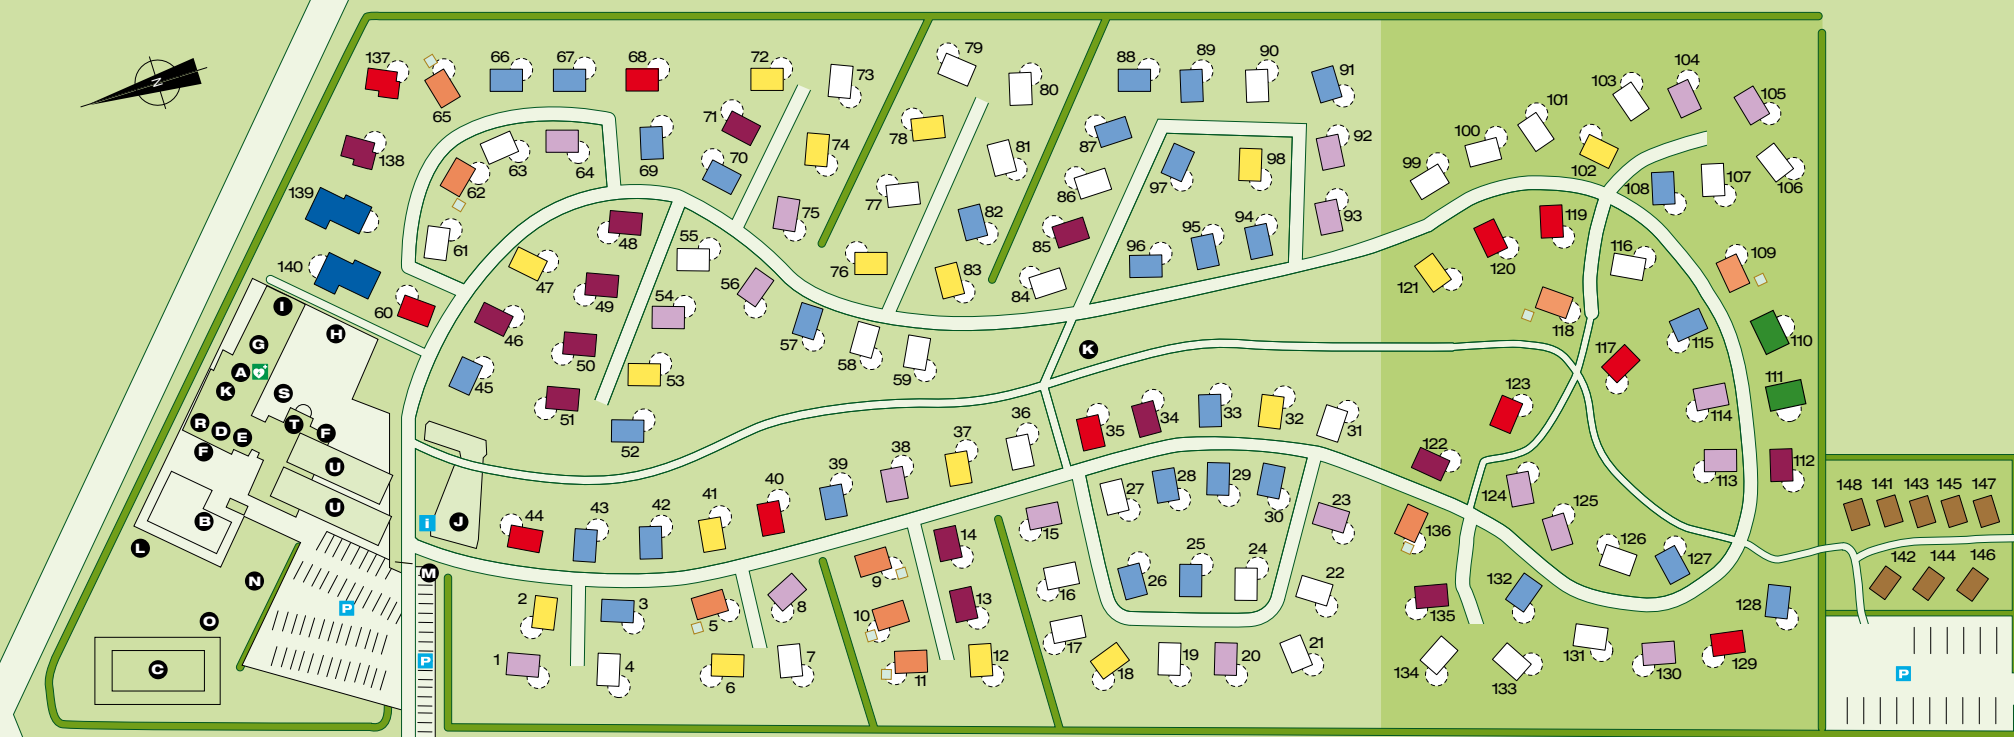 72 79 88 89 90
137 66 67 68 73 80 91 103 104 105
65 71 74 78 81 87 92 100 101
138 63 64 69 70 98 99 102 107 106
139 62 75 77 86 97 93 108
N
61 48 55 82 85 95 94 119 116 109
140 47 56 76 83 96 120
60 49 54 84 121 118
I H 46 57 115 110
G 50 58 59 K 117
A K 45 53 123 111
S 51 36 35 34 33 32 31 114
R D E T F 52 37 122
F U 38 113 112
U 40 39 27 28 29 124 148 141 143 145 147
B i J 44 43 42 41 14 15 30 23 125 136
L M 9 25 24 126 127 142 144 146
N P 2 3 8 16 26 22 132 128
O 5 10 13 135
C P 1 4 6 7 11 12 17 18 19 20 21 134 133 131 130 129 P